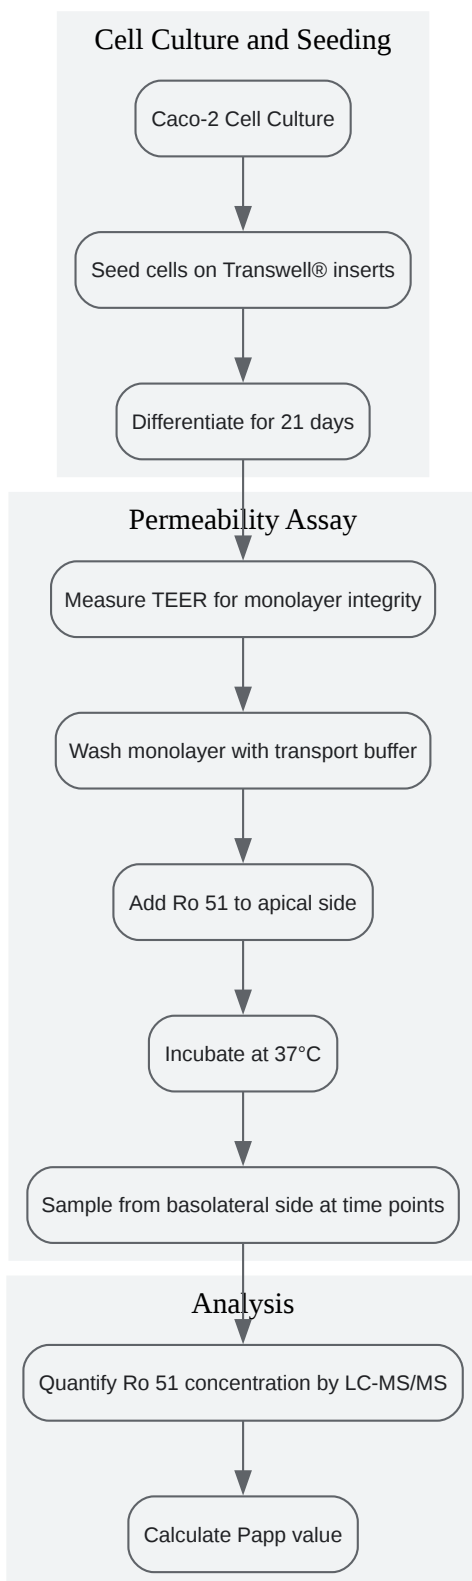 Cell Culture and Seeding
Caco-2 Cell Culture
Seed cells on Transwell® inserts
Differentiate for 21 days
Permeability Assay
Measure TEER for monolayer integrity
Wash monolayer with transport buffer
Add Ro 51 to apical side
Incubate at 37°C
Sample from basolateral side at time points
Analysis
Quantify Ro 51 concentration by LC-MS/MS
Calculate Papp value